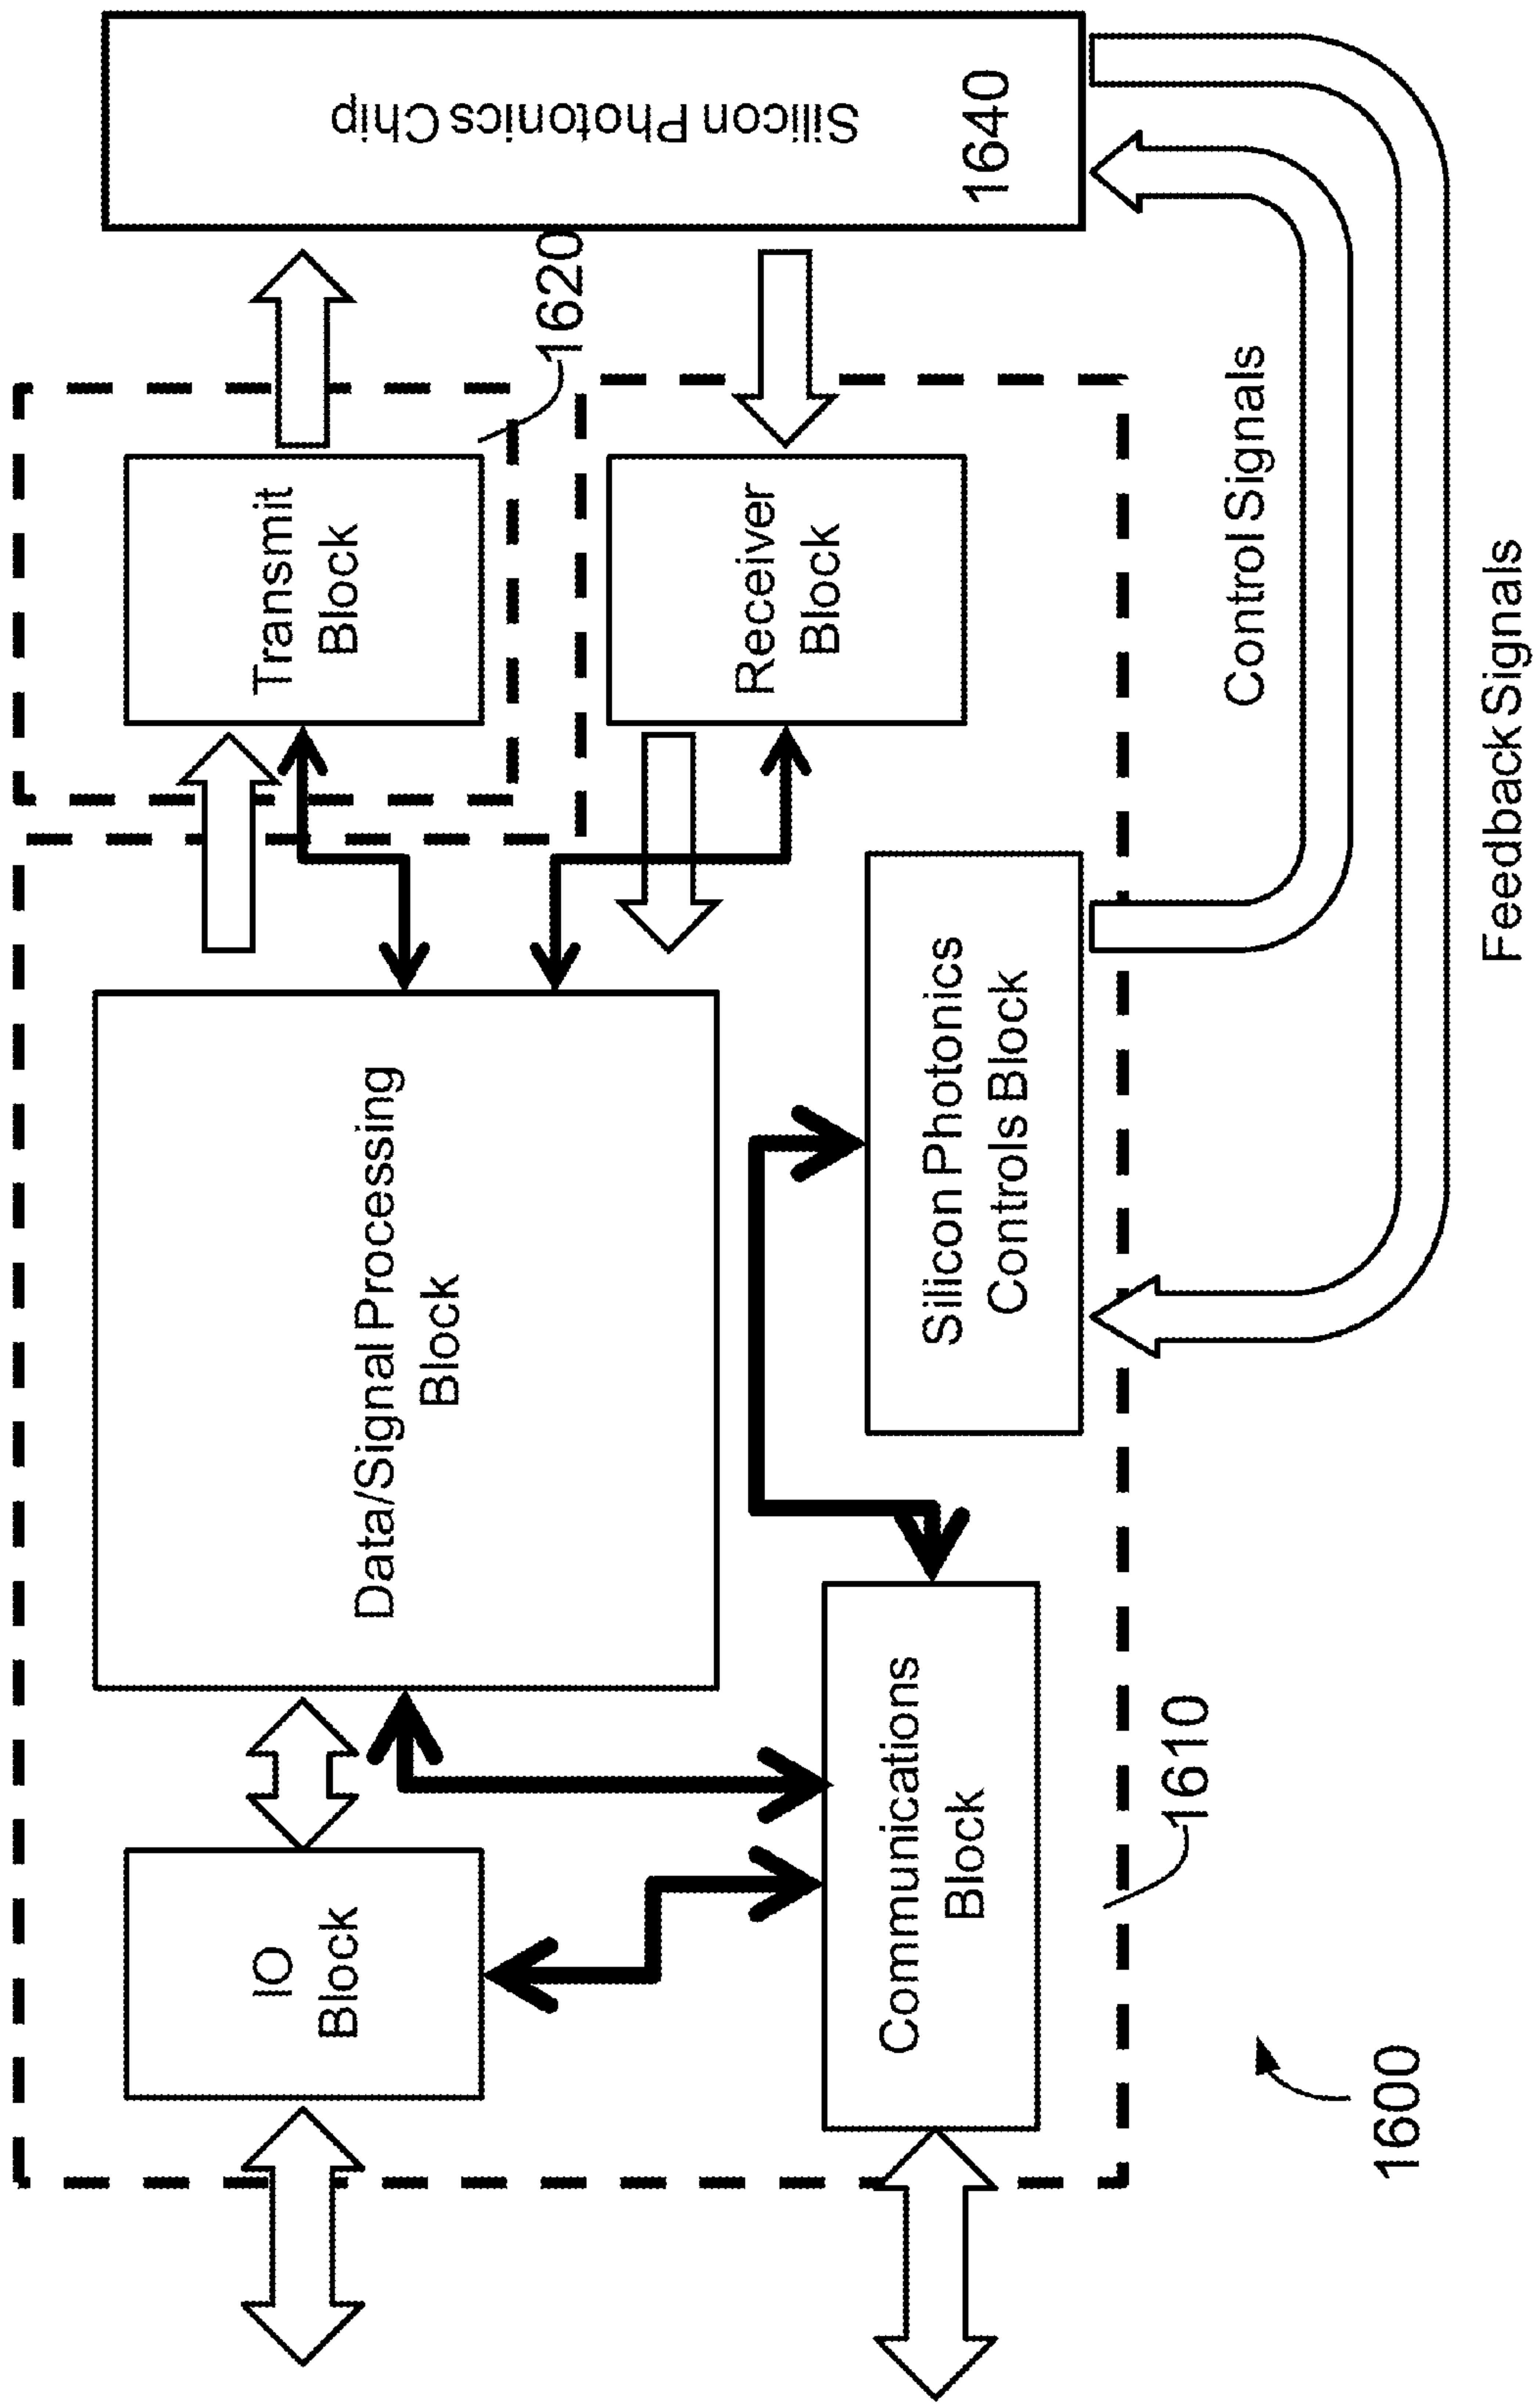 IO
Block
Data/Signal Processing
Block
Transmit
Block
1620
Receiver
Block
Silicon Photonics
Chip
1640
Communications
Block
Silicon Photonics
Controls Block
1610
Control Signals
Feedback Signals
1600